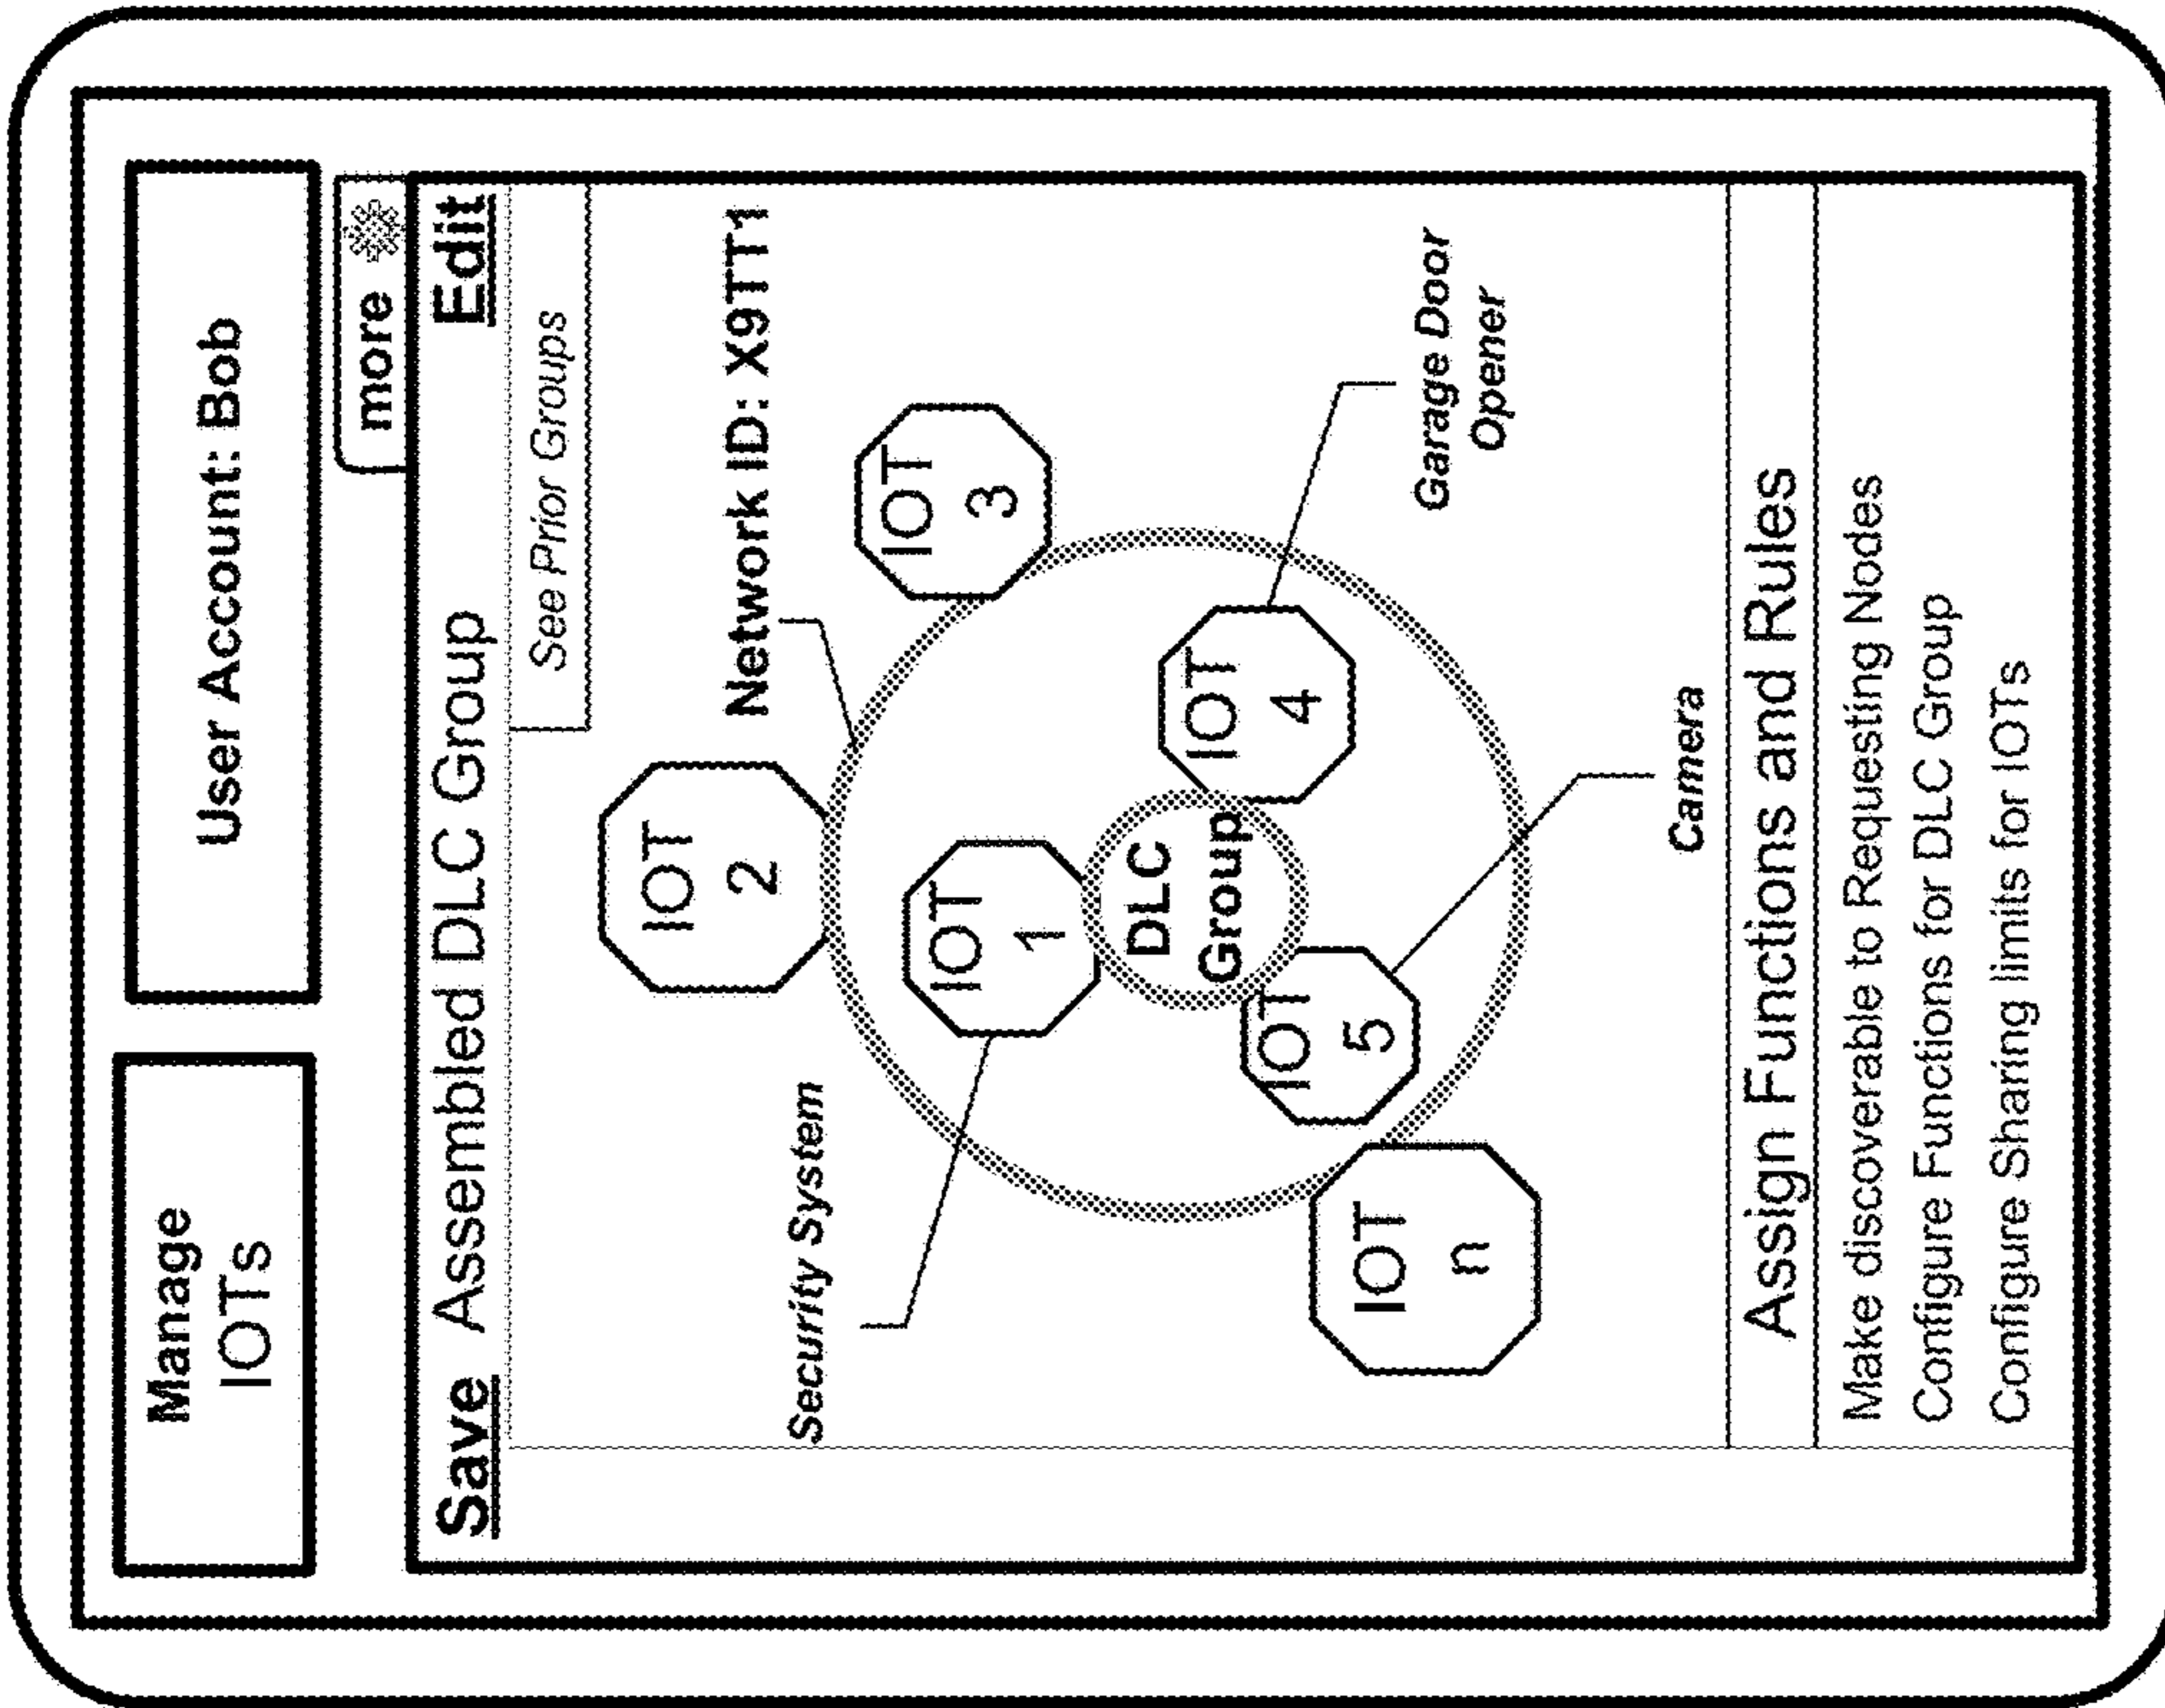 Manage
IOTs
User Account: Bob
more
Save Assembled DLC Group Edit
See Prior Groups
IOT
2
Network ID: X9TT1
Security System
IOT
3
IOT
1
DLC
Group
IOT
4
IOT
5
IOT
n
Garage Door
Opener
Camera
Assign Functions and Rules
Make discoverable to Requesting Nodes
Configure Functions for DLC Group
Configure Sharing limits for IOTs